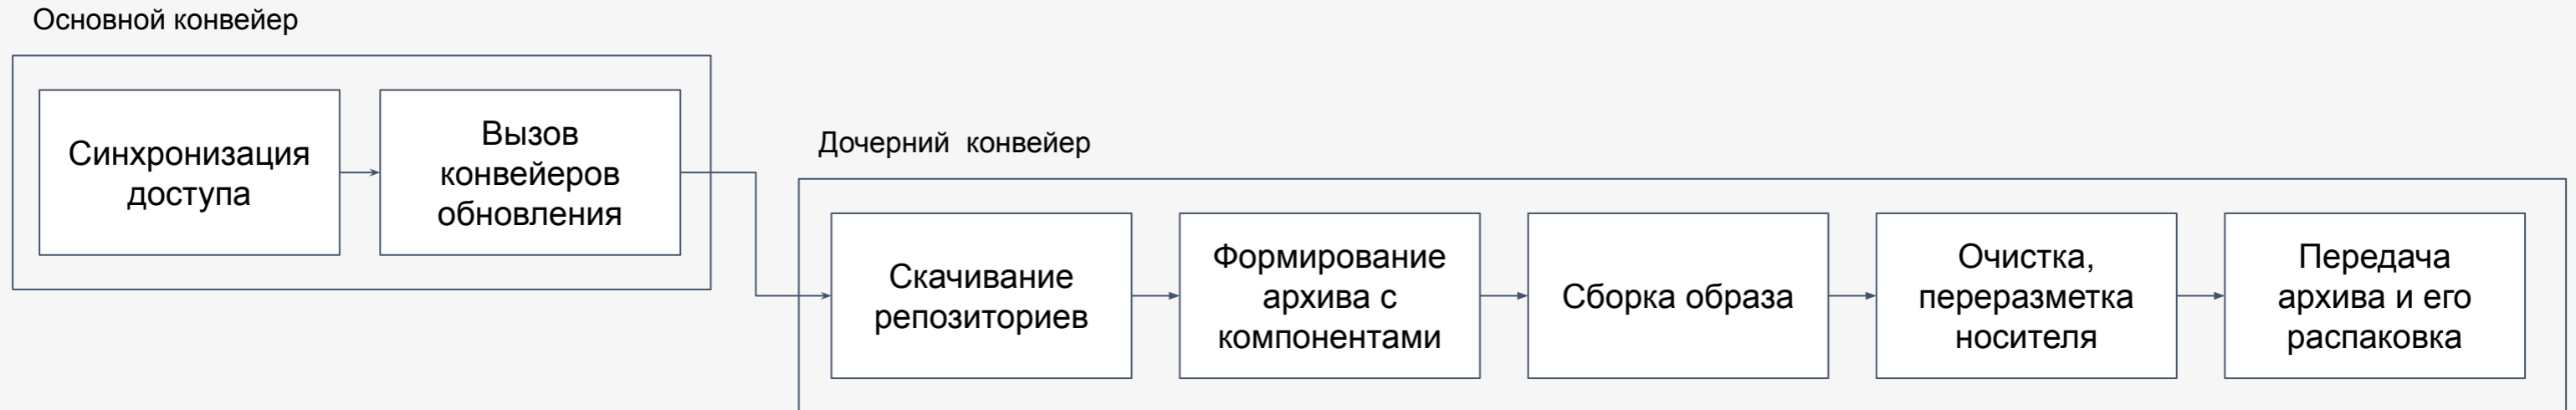 Основной конвейер
Синхронизация
доступа
Вызов
конвейеров
обновления
Дочерний конвейер
Скачивание
репозиториев
Формирование
архива с
компонентами
Сборка образа
Очистка,
переразметка
носителя
Передача
архива и его
распаковка